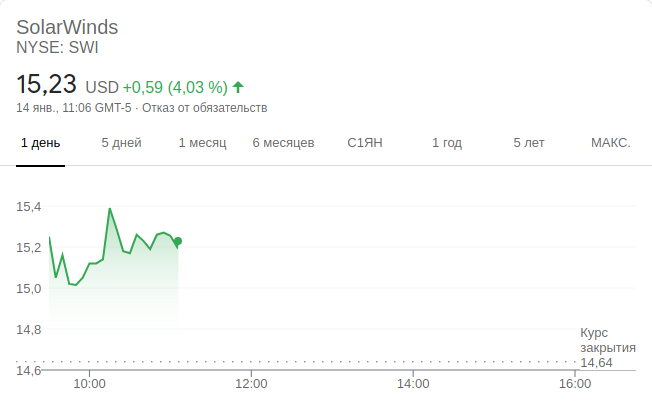 SolarWinds
NYSE: SWI
15,23 USD +0,59 (4,03 %)
14 янв., 11:06 GMT-5 · Отказ от обязательств
1 день 5 дней 1 месяц 6 месяцев С1ЯН 1 год 5 лет МАКС.
15,4
15,2
15,0
14,8
Курс
закрытия
14,64
14,6
10:00 12:00 14:00 16:00